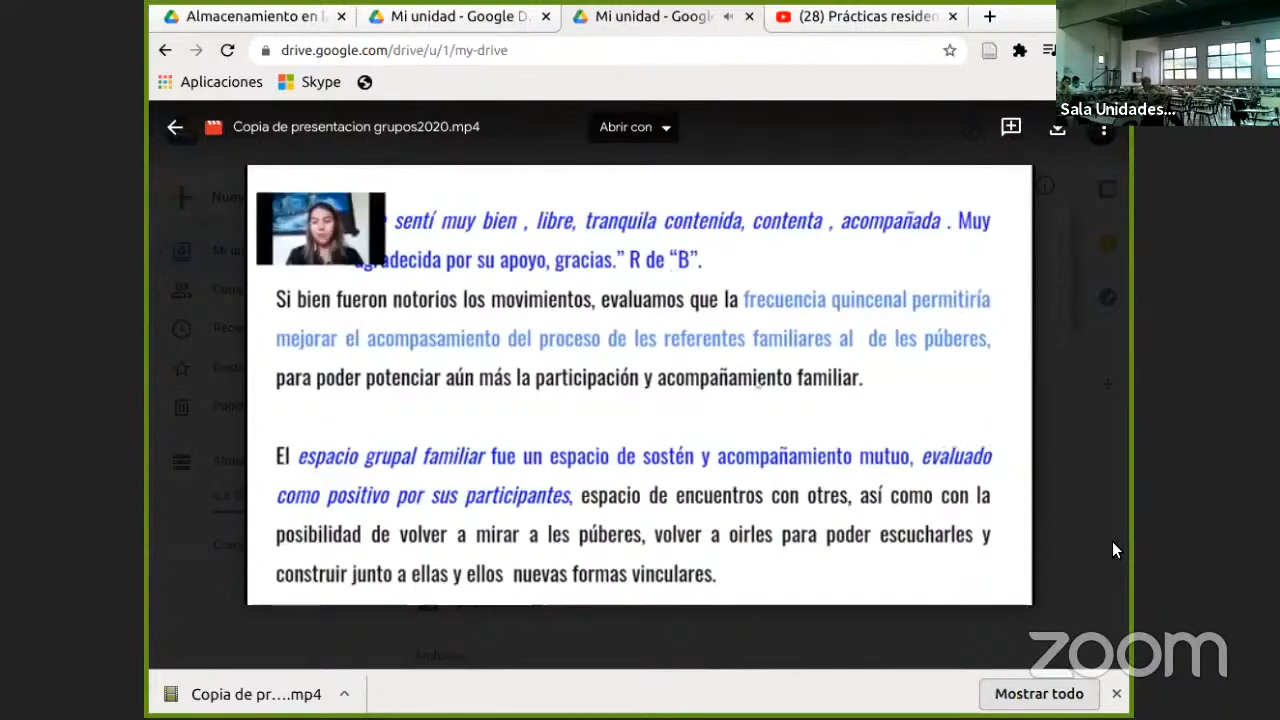 Almacenamiento en l
Mi unidad - Google D
Mi unidad - Google
(28) Prácticas residen
drive.google.com/drive/u/1/my-drive
Aplicaciones
Skype
Sala Unidades...
Copia de presentacion grupos2020.mp4
Abrir con
sentí muy bien , libre, tranquila contenida, contenta , acompañada . Muy
agradecida por su apoyo, gracias.” R de “B”.
Si bien fueron notorios los movimientos, evaluamos que la frecuencia quincenal permitiría
mejorar el acompasamiento del proceso de les referentes familiares al de les púberes,
para poder potenciar aún más la participación y acompañamiento familiar.
El espacio grupal familiar fue un espacio de sostén y acompañamiento mutuo, evaluado
como positivo por sus participantes, espacio de encuentros con otres, así como con la
posibilidad de volver a mirar a les púberes, volver a oirles para poder escucharles y
construir junto a ellas y ellos nuevas formas vinculares.
zoom
Copia de pr....mp4
Mostrar todo